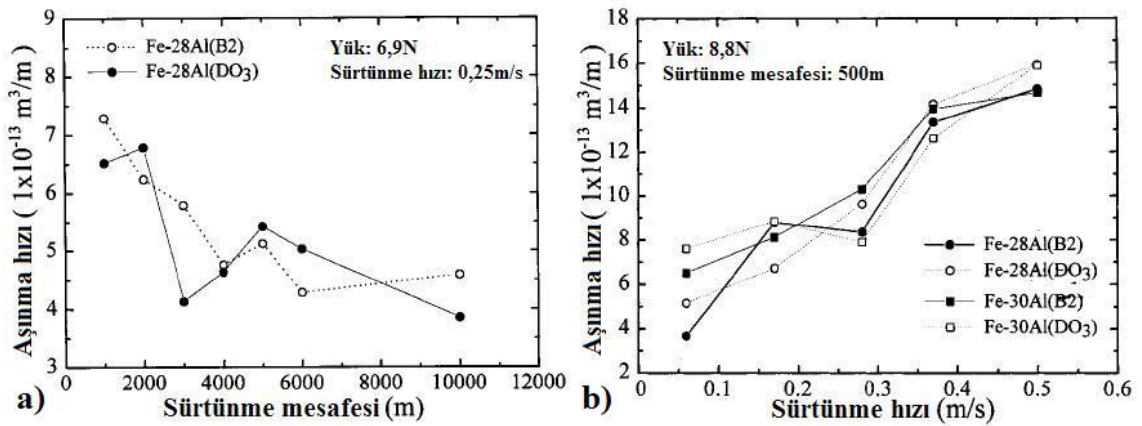 9
8
7
6
5
4
3
0
2000
4000
6000
8000
10000
12000
Aşınma hızı ( 1x10⁻¹³ m³/m)
Fe-28Al(B2)
Fe-28Al(DO₃)
Yük: 6,9N
Sürtünme hızı: 0,25m/s
Sürtünme mesafesi (m)
a)
18
16
14
12
10
8
6
4
2
0.0
0.1
0.2
0.3
0.4
0.5
0.6
Aşınma hızı ( 1x10⁻¹³ m³/m)
Yük: 8,8N
Sürtünme mesafesi: 500m
Fe-28Al(B2)
Fe-28Al(DO₃)
Fe-30Al(B2)
Fe-30Al(DO₃)
Sürtünme hızı (m/s)
b)